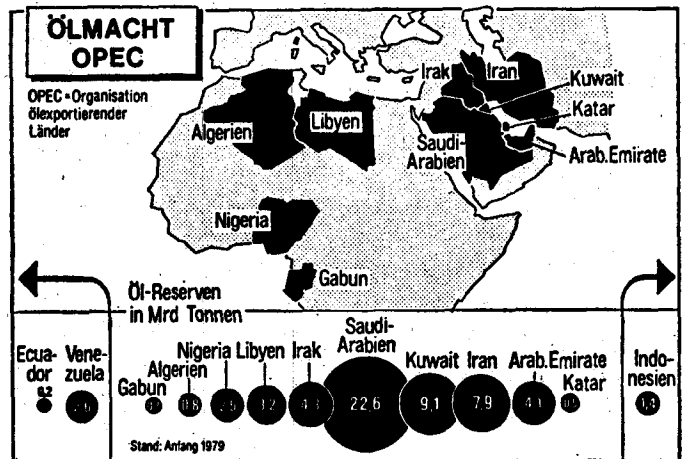 ÖLMACHT
OPEC
OPEC = Organisation
ölexportierender
Länder
Algerien
Libyen
Irak
Iran
Kuwait
Katar
Saudi-
Arabien
Arab.Emirate
Nigeria
Gabun
Öl-Reserven
in Mrd Tonnen
Ecua-
dor
0,2
Vene-
zuela
Gabun
Algerien
0,8
Nigeria
Libyen
3,2
Irak
4,3
Saudi-
Arabien
22,6
Kuwait
9,1
Iran
7,9
Arab.Emirate
Katar
Indo-
nesien
1,4
Stand: Anfang 1979